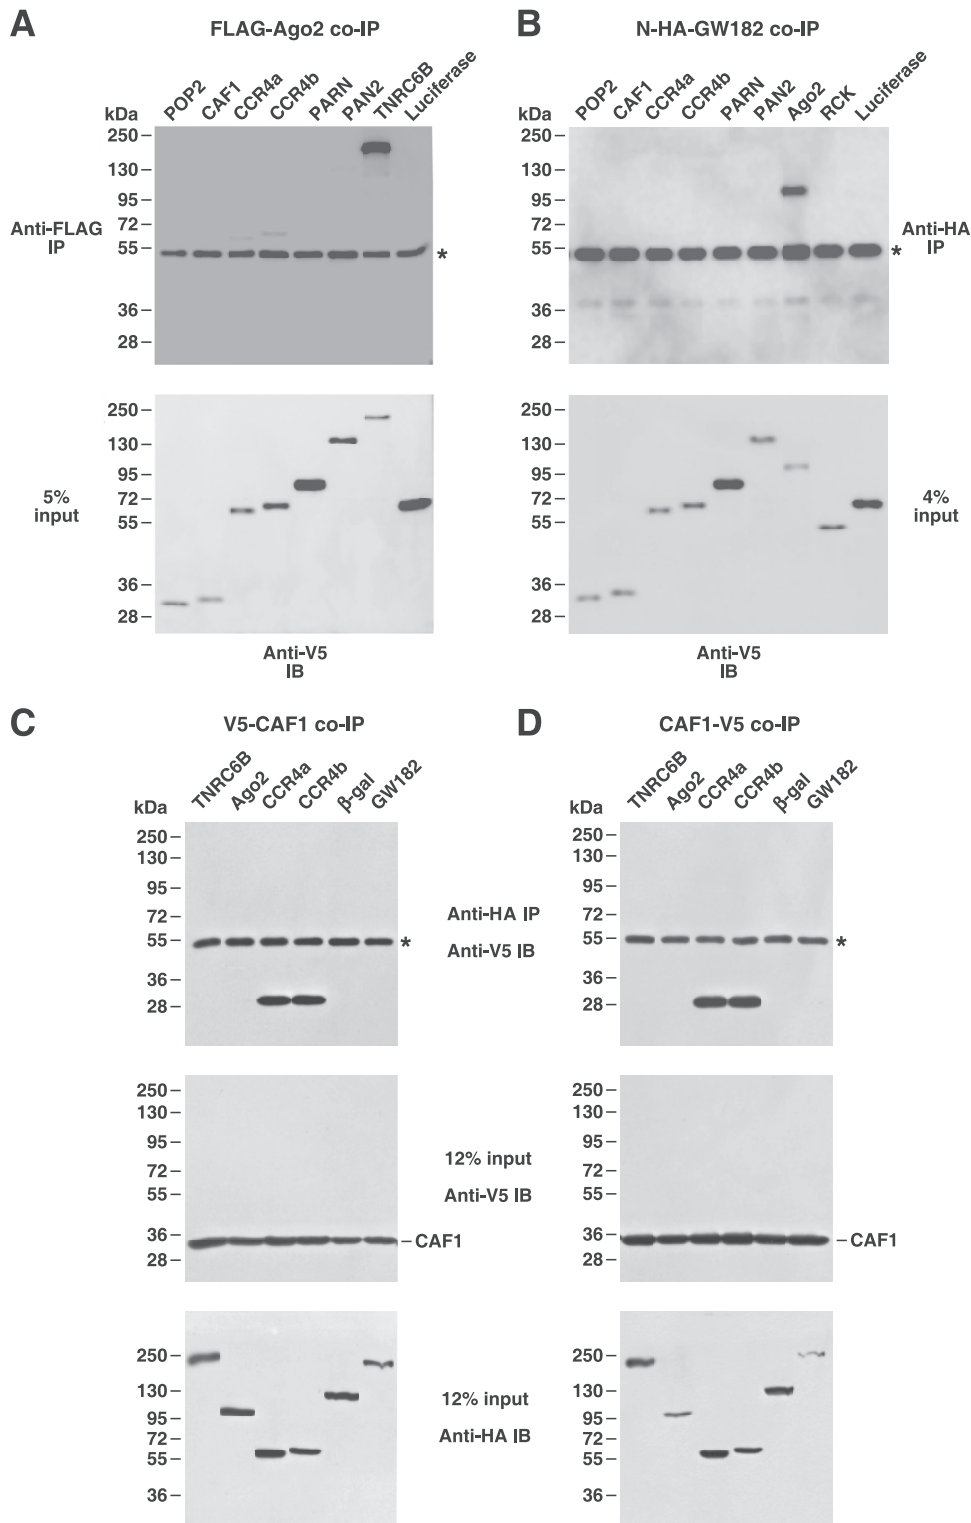 A
FLAG-Ago2 co-IP
POP2 CAF1 CCR4a CCR4b PARN PAN2 TNRC6B Luciferase
kDa
250
130
95
72
55
36
28
Anti-FLAG
IP
*
250
130
95
72
55
36
28
5%
input
Anti-V5
IB
B
N-HA-GW182 co-IP
POP2 CAF1 CCR4a CCR4b PARN PAN2 Ago2 RCK Luciferase
kDa
250
130
95
72
55
36
28
*
Anti-HA
IP
250
130
95
72
55
36
28
4%
input
Anti-V5
IB
C
V5-CAF1 co-IP
TNRC6B Ago2 CCR4a CCR4b β-gal GW182
kDa
250
130
95
72
55
36
28
*
Anti-HA IP
Anti-V5 IB
250
130
95
72
55
36
28
CAF1
12% input
Anti-V5 IB
250
130
95
72
55
36
12% input
Anti-HA IB
D
CAF1-V5 co-IP
TNRC6B Ago2 CCR4a CCR4b β-gal GW182
kDa
250
130
95
72
55
36
28
*
250
130
95
72
55
36
28
CAF1
250
130
95
72
55
36